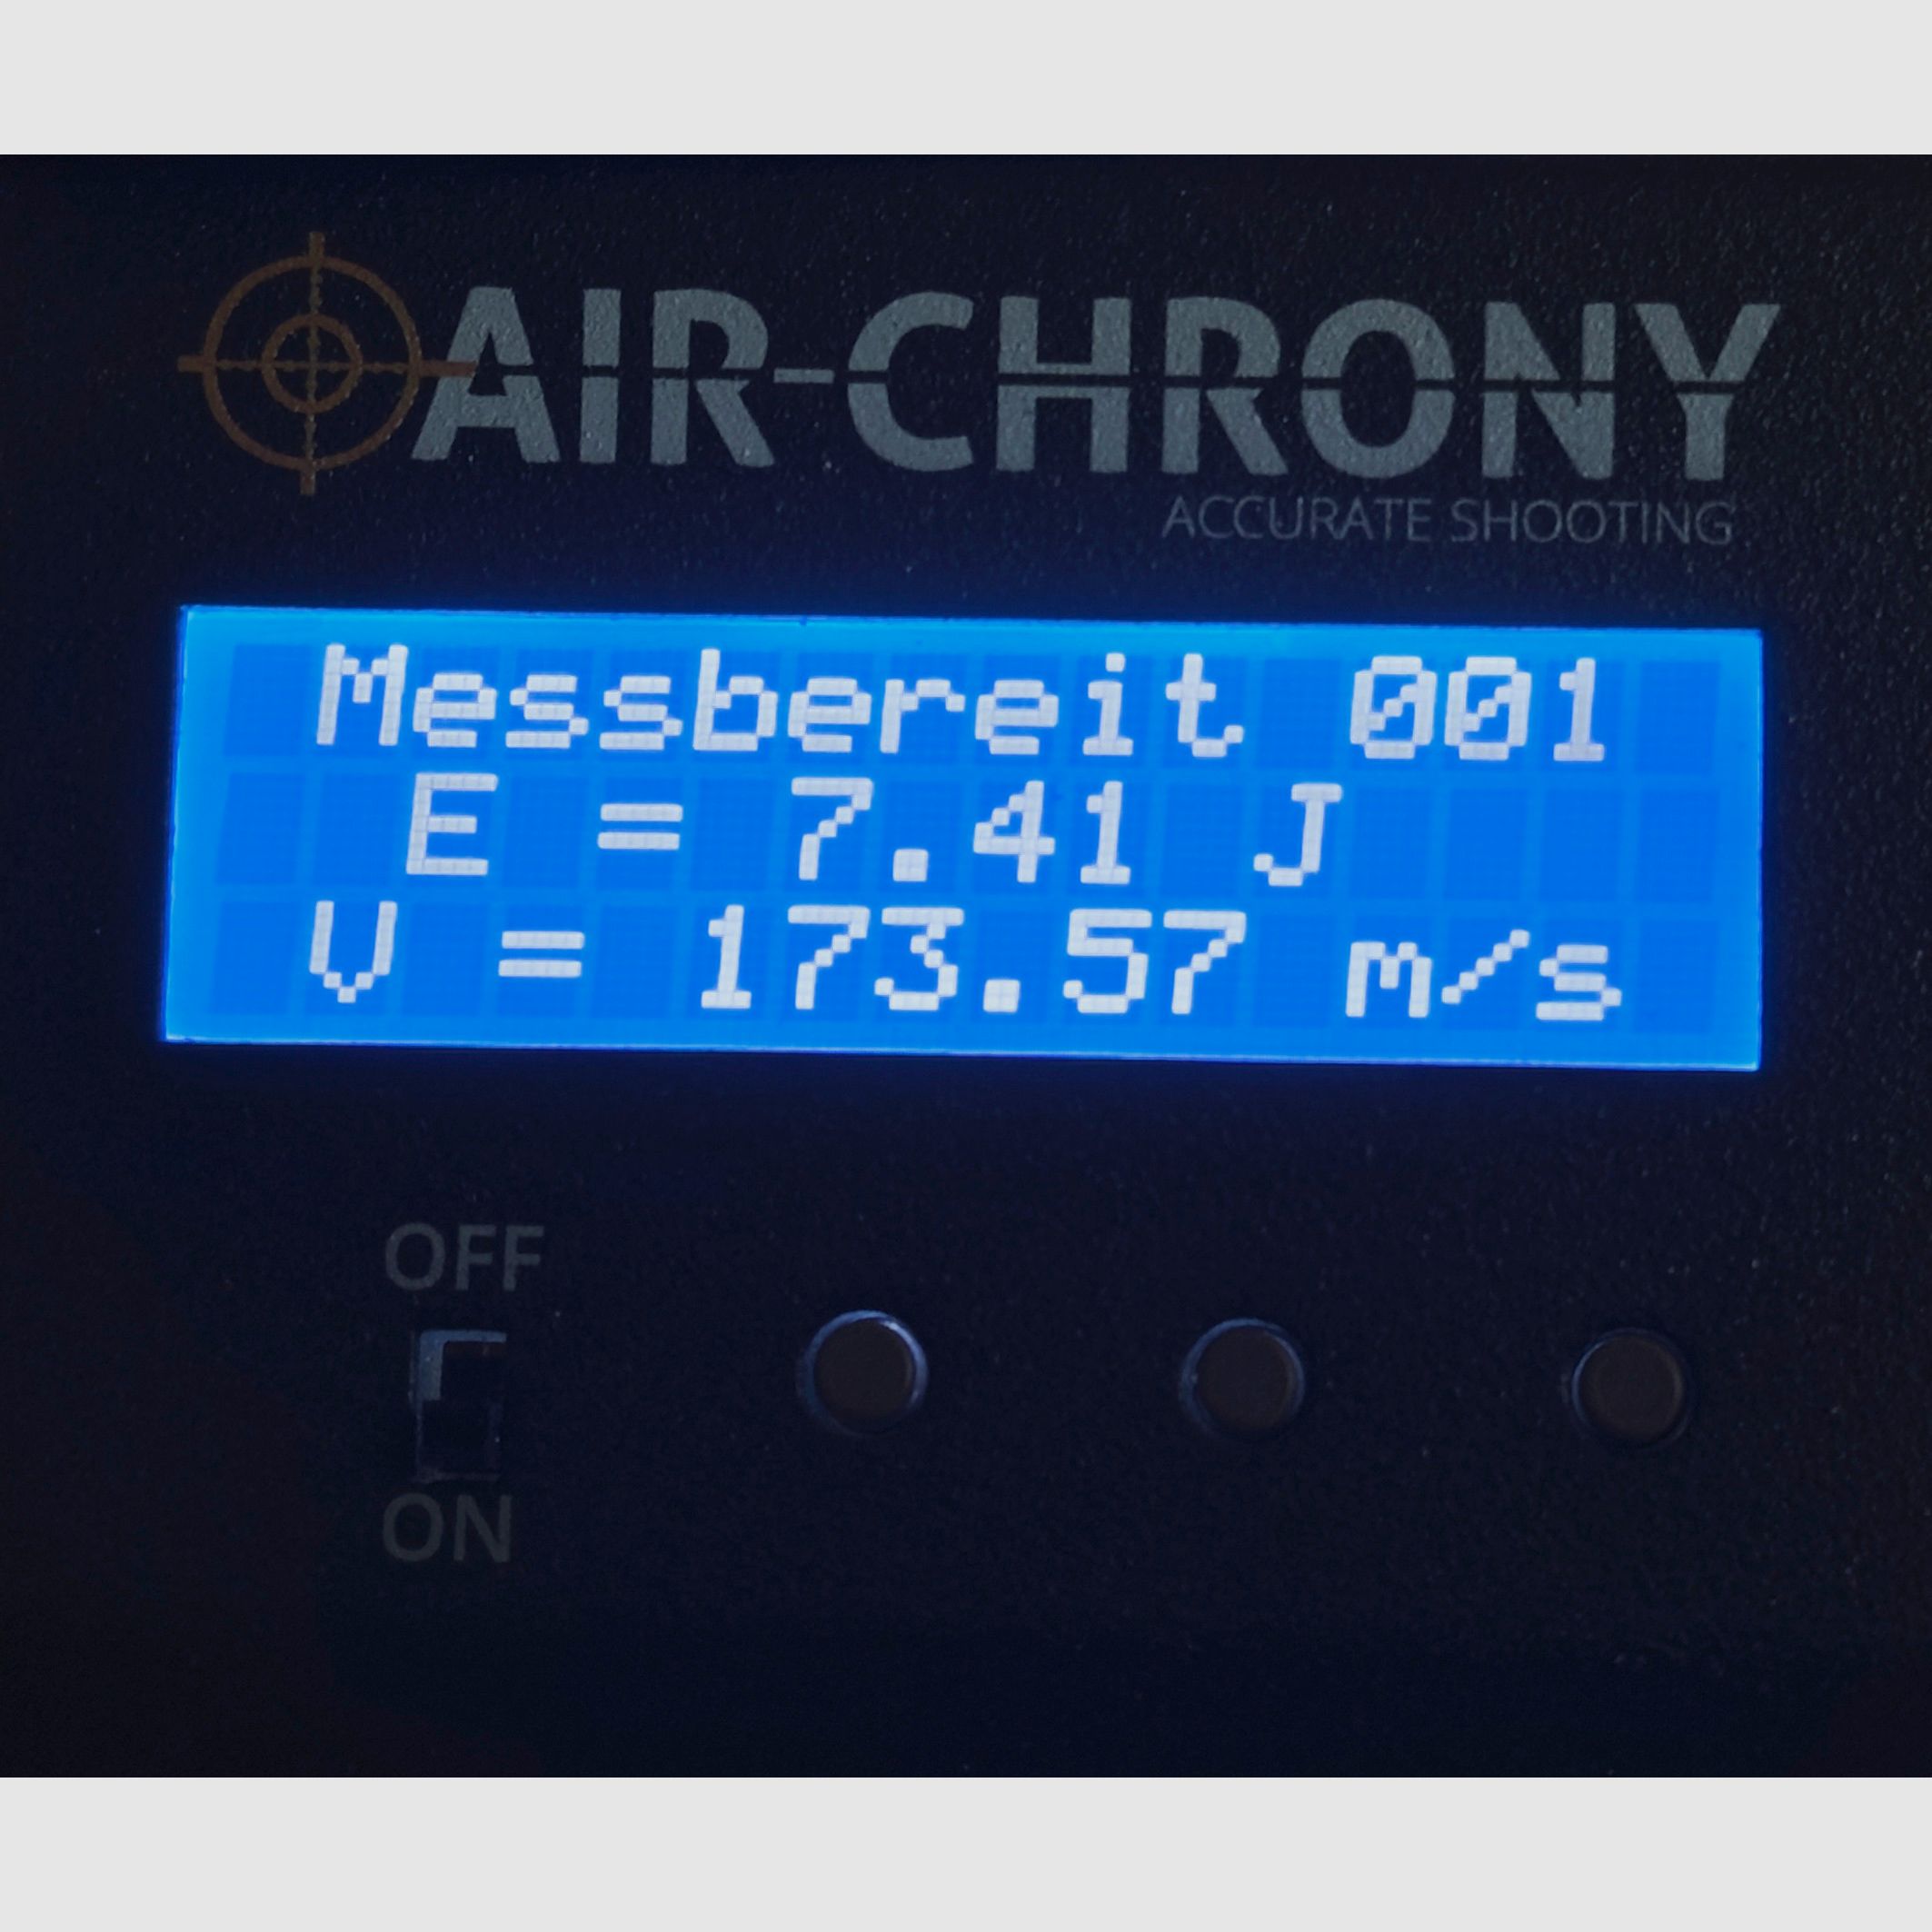 AIR-CHRONY
ACCURATE SHOOTING
Messbereit 001
E = 7.41 J
V = 173.57 m/s
OFF
ON